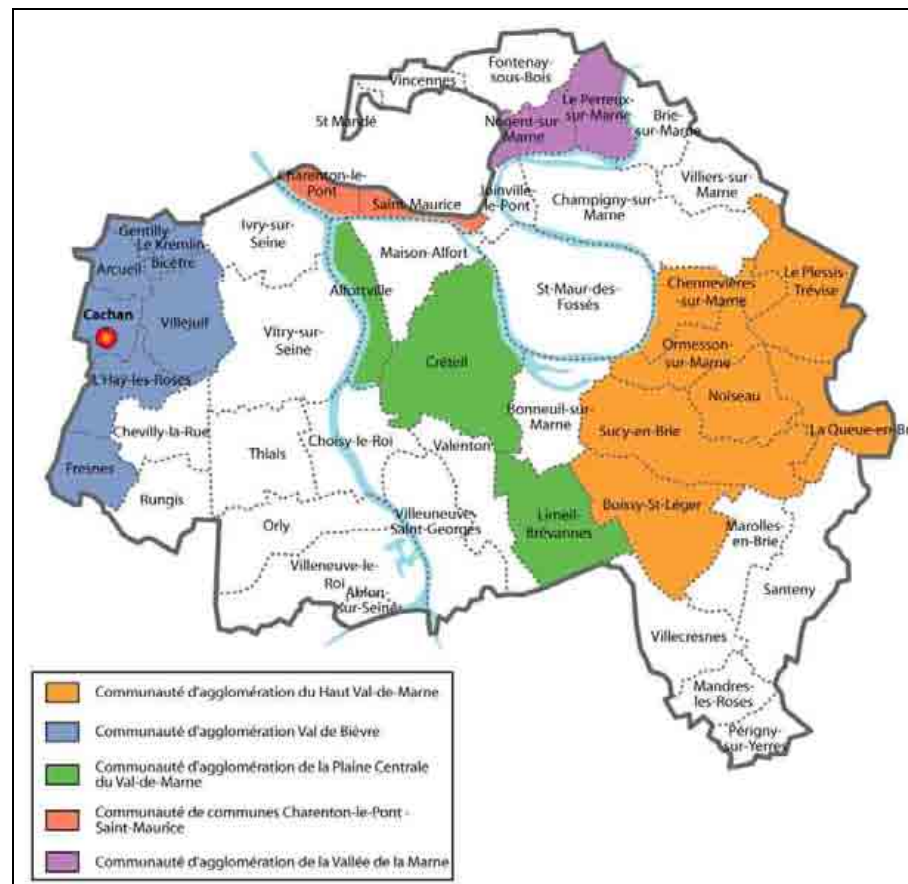 Fontenay-
sous-Bois
Vincennes
St Mandé
Le Perreux-
sur-Marne
Nogent-sur-
Marne
Brie-
sur-Marne
Villiers-sur-
Marne
Charenton-le-
Pont
Saint-Maurice
Joinville-
le-Pont
Champigny-sur-
Marne
Gentilly
Le Kremlin-
Bicêtre
Arcueil
Ivry-sur-
Seine
Maison-Alfort
Alfortville
St-Maur-des-
Fossés
Chennevières-
sur-Marne
Le Plessis-
Trévise
Cachan
Villejuif
Vitry-sur-
Seine
Créteil
Ormesson-
sur-Marne
Noiseau
L'Hay-les-Roses
Bonneuil-sur-
Marne
Sucy-en-Brie
La Queue-en-Br
Chevilly-la-Rue
Thiais
Choisy-le-Roi
Valenton
Fresnes
Rungis
Orly
Villeuneuve-
Saint-Georges
Limeil-
Brévannes
Boissy-St-Léger
Marolles-
en-Brie
Villeneuve-le-
Roi
Ablon-
sur-Seine
Santeny
Villecresnes
Mandres-
les-Roses
Périgny-
sur-Yerres
Communauté d'agglomération du Haut Val-de-Marne
Communauté d'agglomération Val de Bièvre
Communauté d'agglomération de la Plaine Centrale
du Val-de-Marne
Communauté de communes Charenton-le-Pont -
Saint-Maurice
Communauté d'agglomération de la Vallée de la Marne